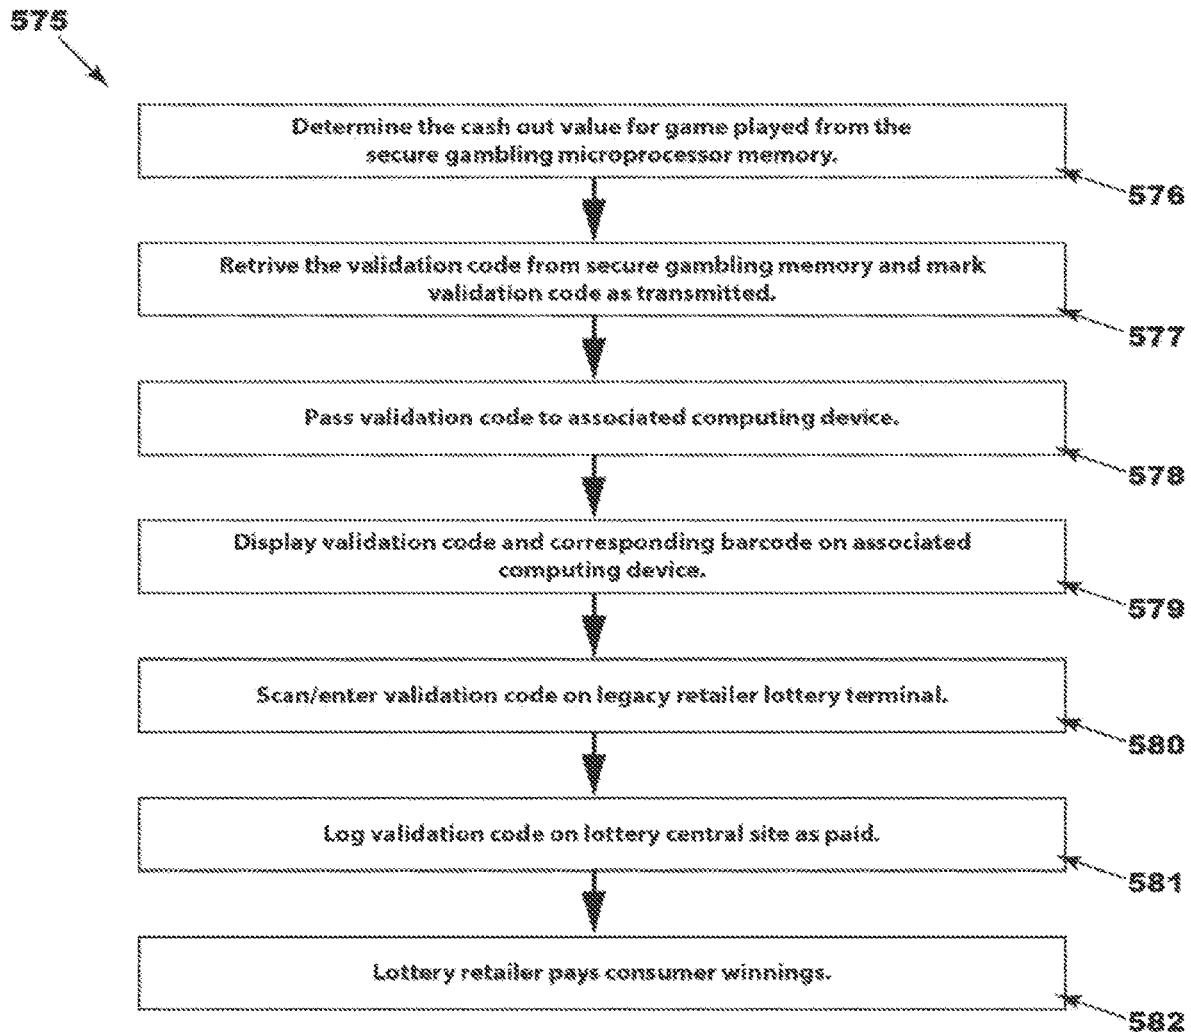 575
Determine the cash out value for game played from the
secure gambling microprocessor memory.
576
Retrive the validation code from secure gambling memory and mark
validation code as transmitted.
577
Pass validation code to associated computing device.
578
Display validation code and corresponding barcode on associated
computing device.
579
Scan/enter validation code on legacy retailer lottery terminal.
580
Log validation code on lottery central site as paid.
581
Lottery retailer pays consumer winnings.
582